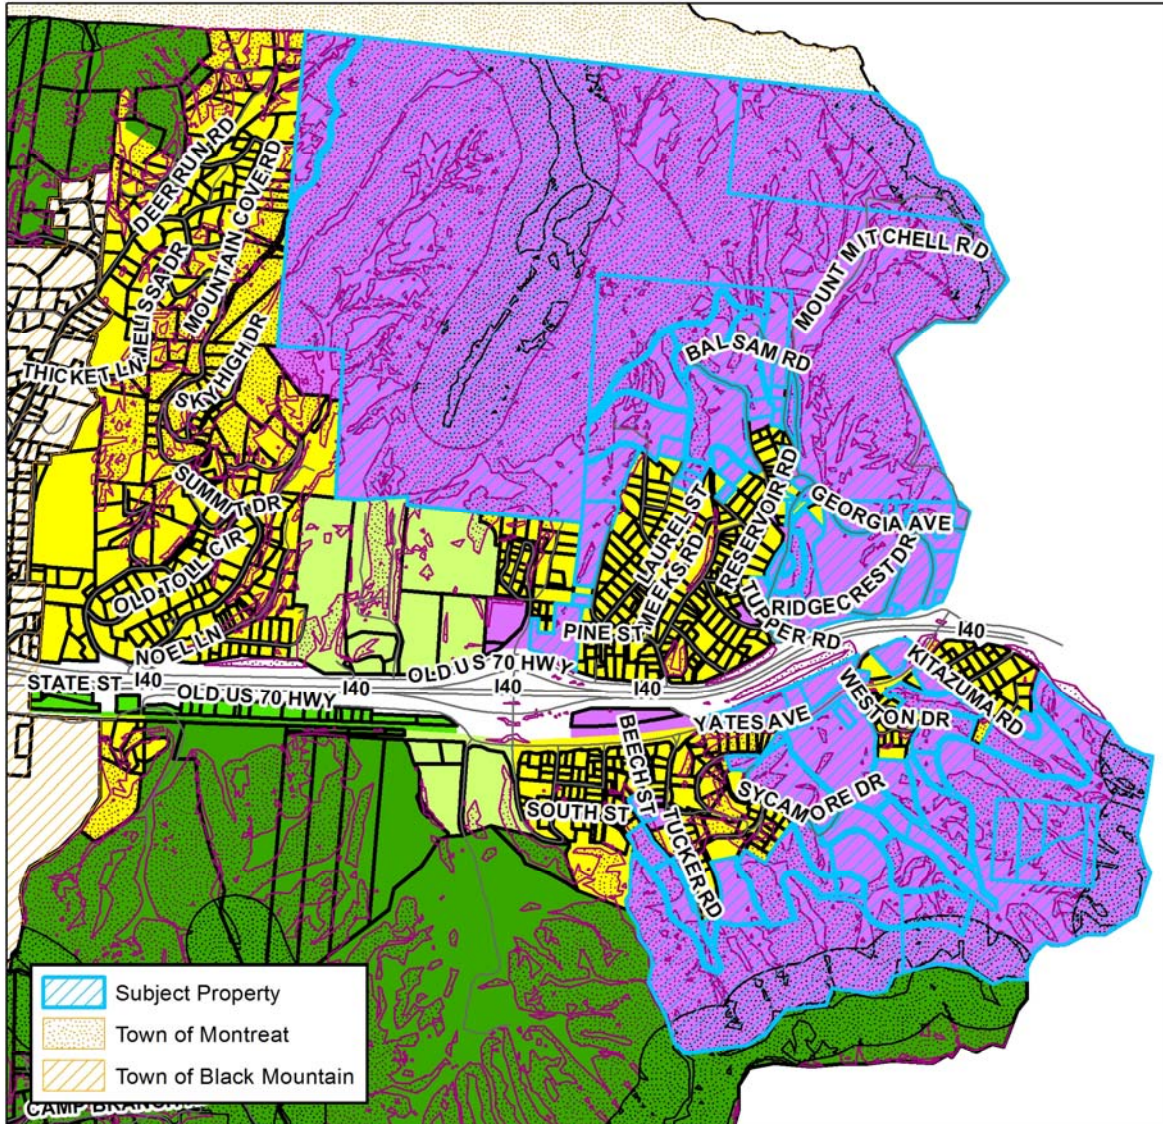 DEER RUN RD
MOUNTAIN COVE RD
MELISSA DR
THICKET LN
SKY HIGH DR
MOUNT MITCHELL RD
BALSAM RD
SUMMIT DR
OLD TOLL CIR
NOEL LN
LAUREL ST
MEEKS RD
RESERVOIR RD
GEORGIA AVE
RIDGECREST DR
TUPPER RD
PINE ST
I40
OLD US 70 HWY
STATE ST
I40
OLD US 70 HWY
I40
I40
I40
KITAZUMA RD
WESTON DR
YATES AVE
BEECH ST
SYCAMORE DR
SOUTH ST
TUCKER RD
Subject Property
Town of Montreat
Town of Black Mountain
CAMP BRANCH